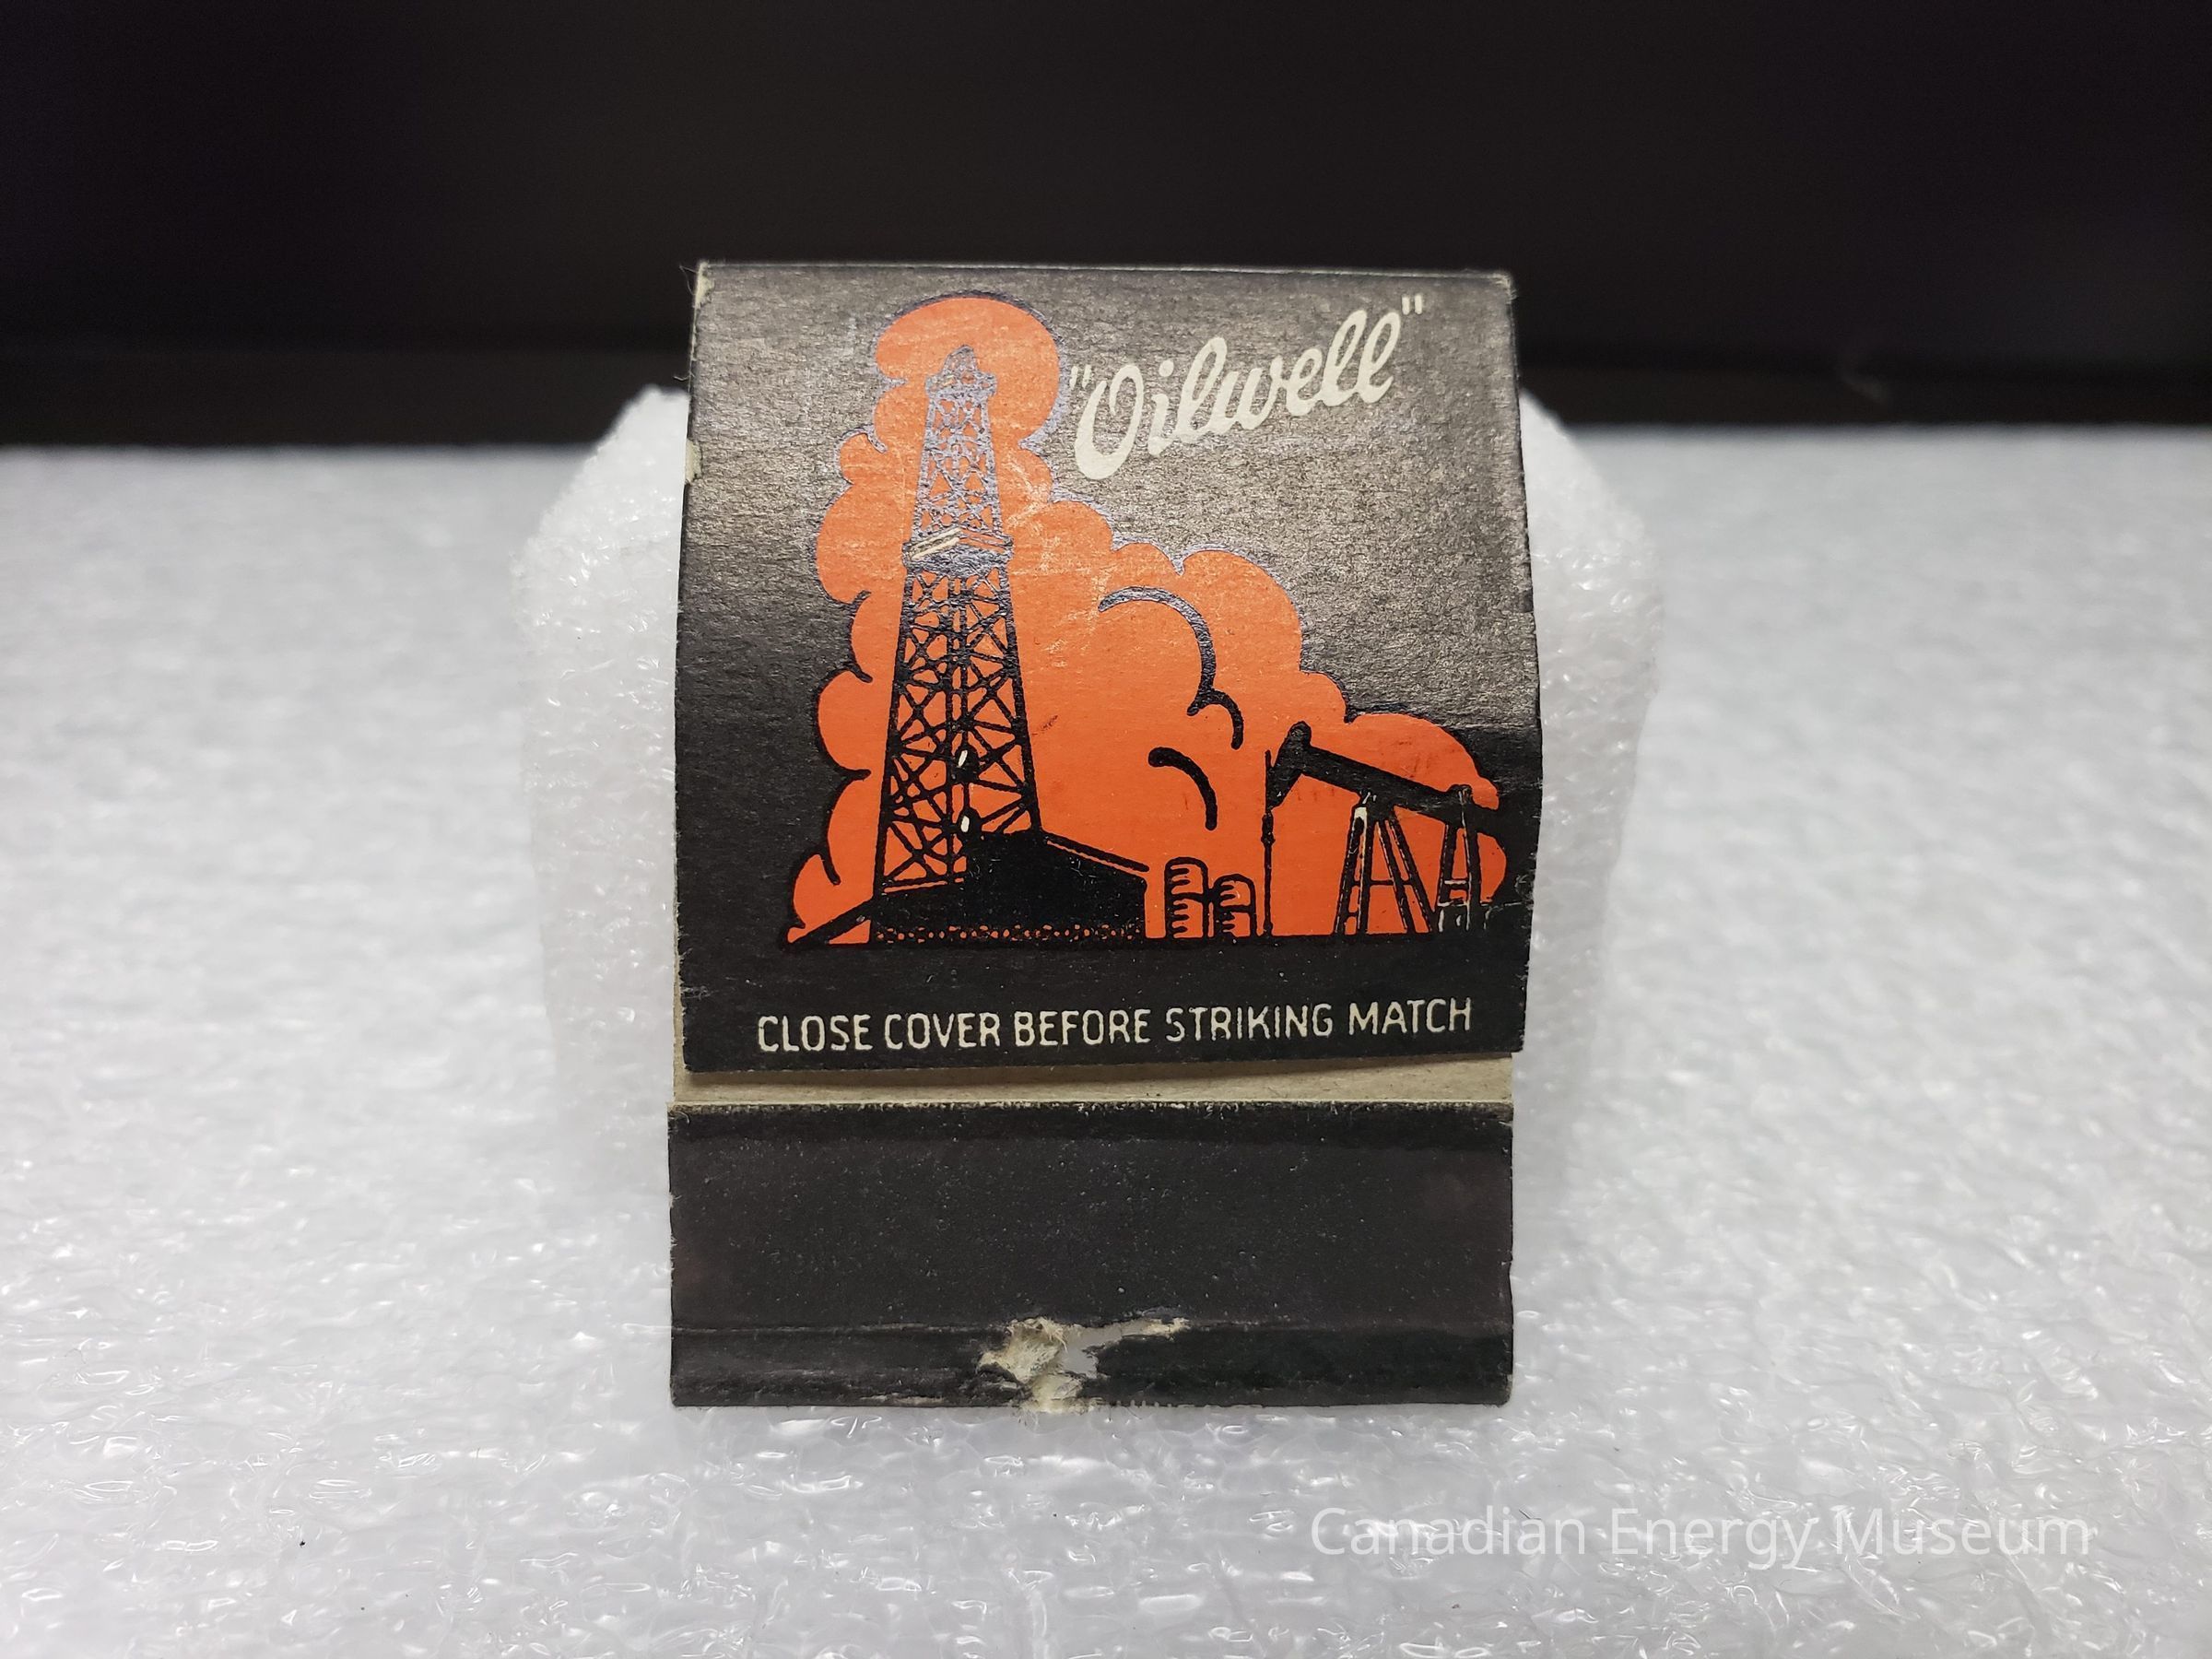 "Oilwell"
CLOSE COVER BEFORE STRIKING MATCH
Canadian Energy Museum